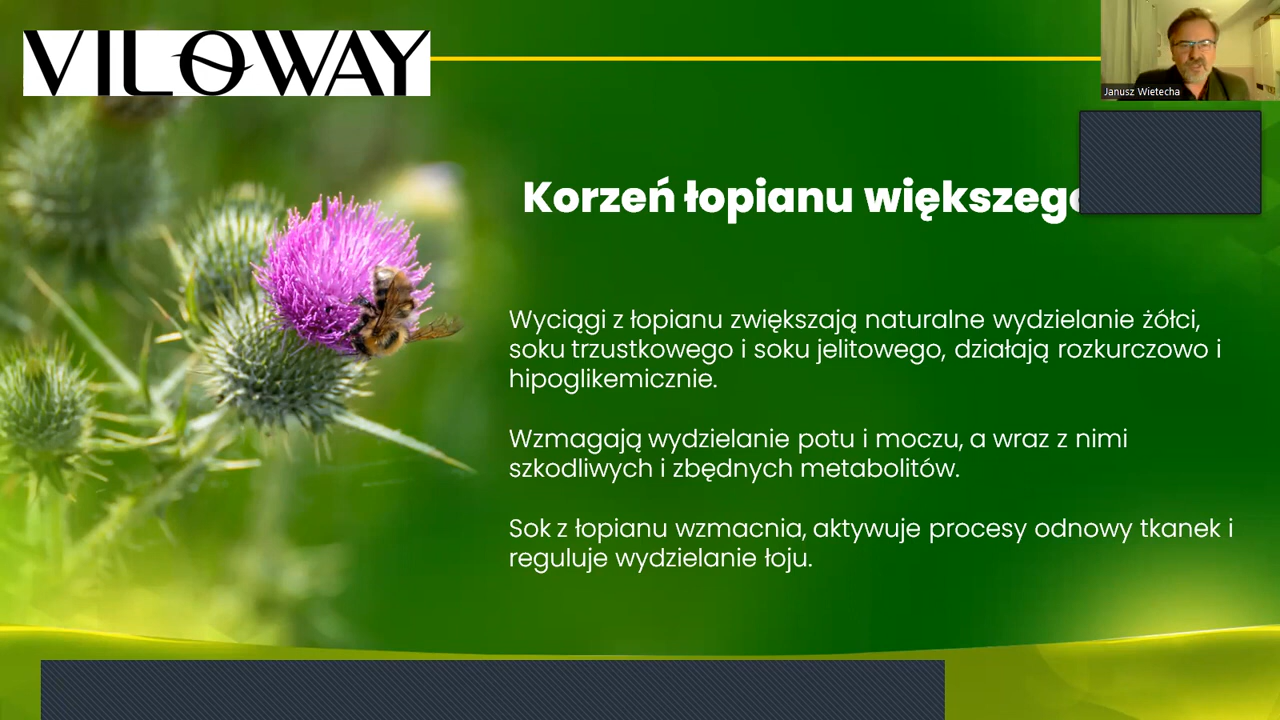 VILOWAY
Janusz Wietecha
Korzeń łopianu większego
Wyciągi z łopianu zwiększają naturalne wydzielanie żółci,
soku trzustkowego i soku jelitowego, działają rozkurczowo i
hipoglikemicznie.
Wzmagają wydzielanie potu i moczu, a wraz z nimi
szkodliwych i zbędnych metabolitów.
Sok z łopianu wzmacnia, aktywuje procesy odnowy tkanek i
reguluje wydzielanie łoju.